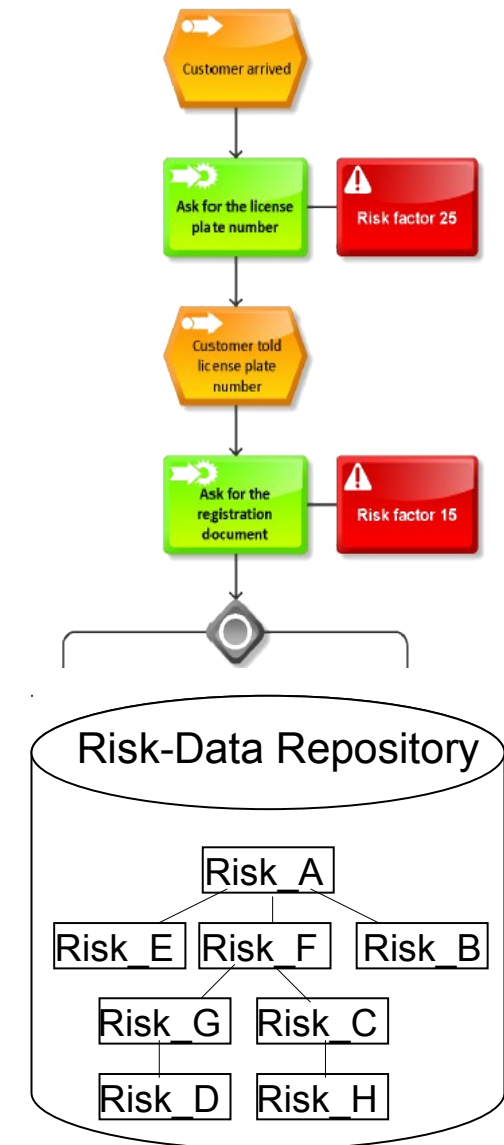 Customer arrived
Ask for the license
plate number
Risk factor 25
Customer told
license plate
number
Ask for the
registration
document
Risk factor 15
Risk-Data Repository
Risk_A
Risk_E
Risk_F
Risk_B
Risk_G
Risk_C
Risk_D
Risk_H